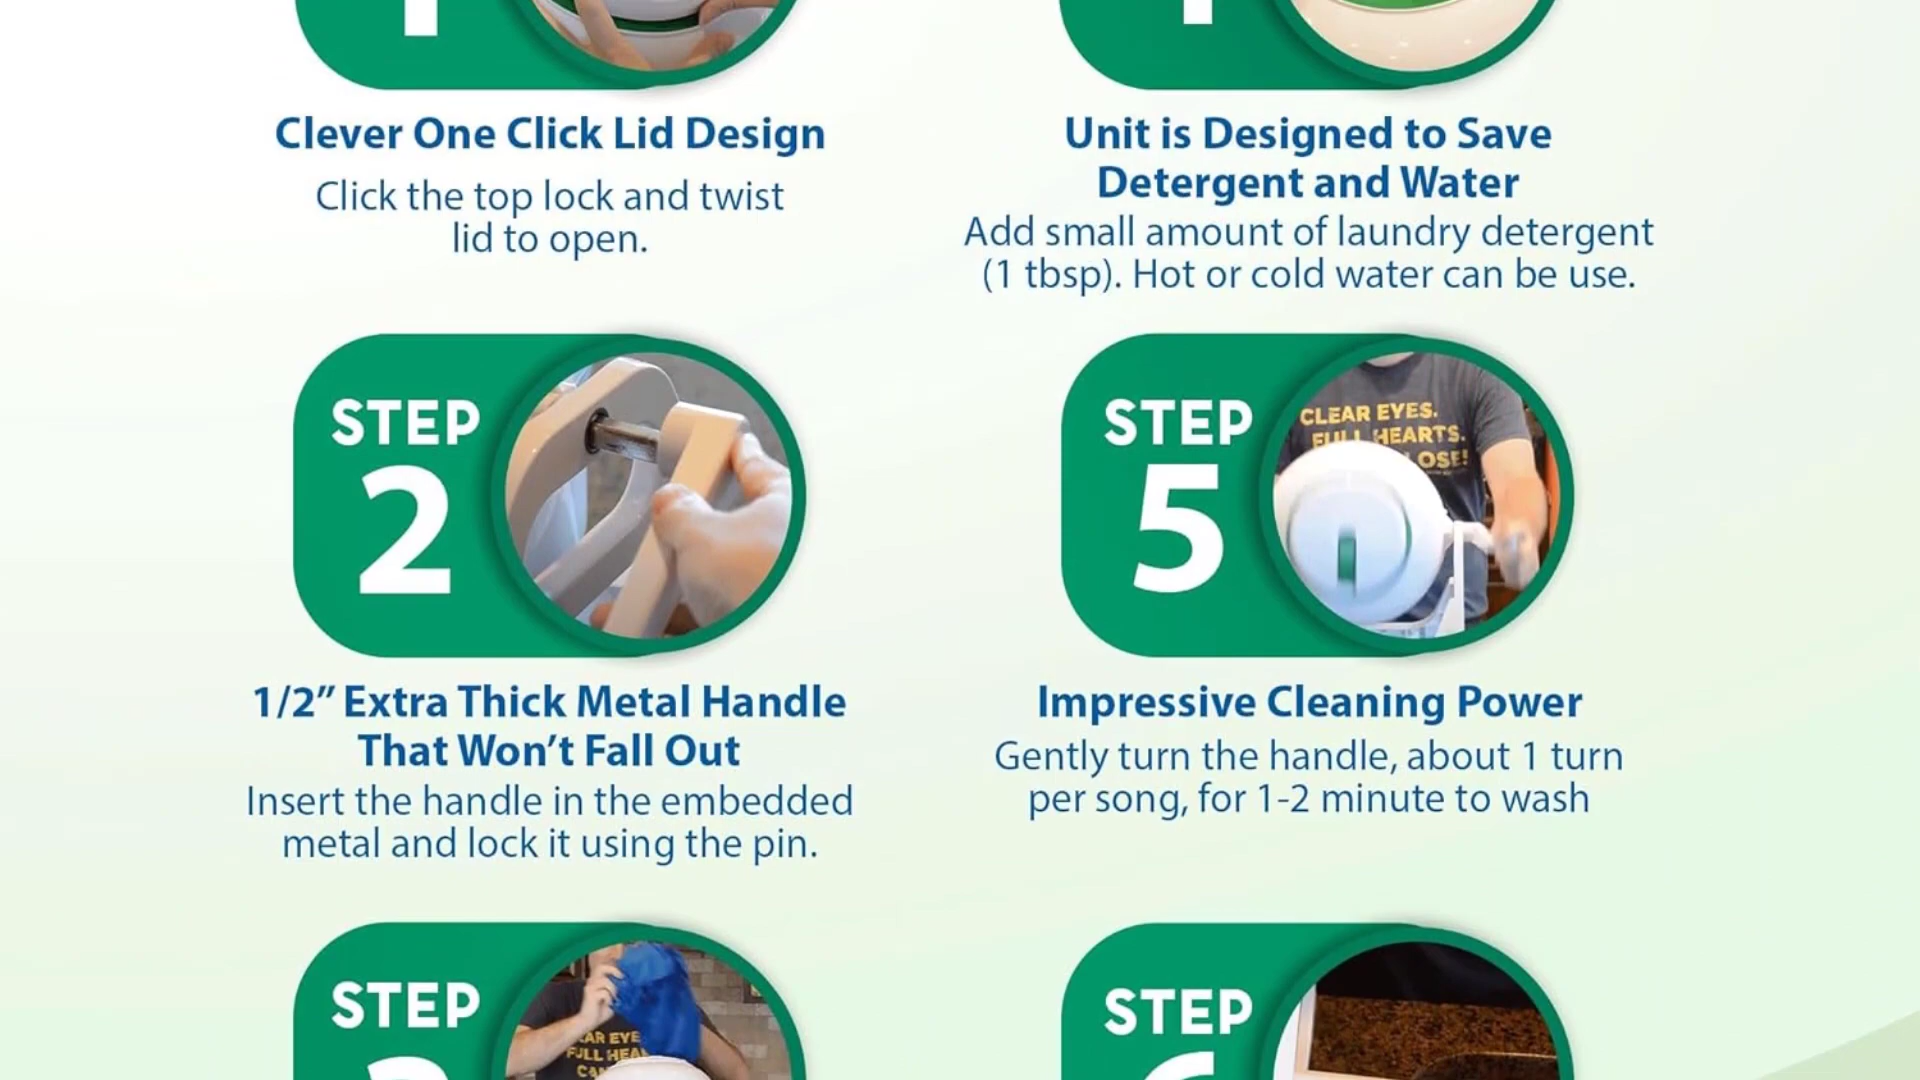 1
Clever One Click Lid Design
Click the top lock and twist
lid to open.
STEP
2
1/2” Extra Thick Metal Handle
That Won’t Fall Out
Insert the handle in the embedded
metal and lock it using the pin.
STEP
Unit is Designed to Save
Detergent and Water
Add small amount of laundry detergent
(1 tbsp). Hot or cold water can be use.
STEP
5
CLEAR EYES.
FULL HEARTS.
LOSE!
Impressive Cleaning Power
Gently turn the handle, about 1 turn
per song, for 1-2 minute to wash
STEP
6